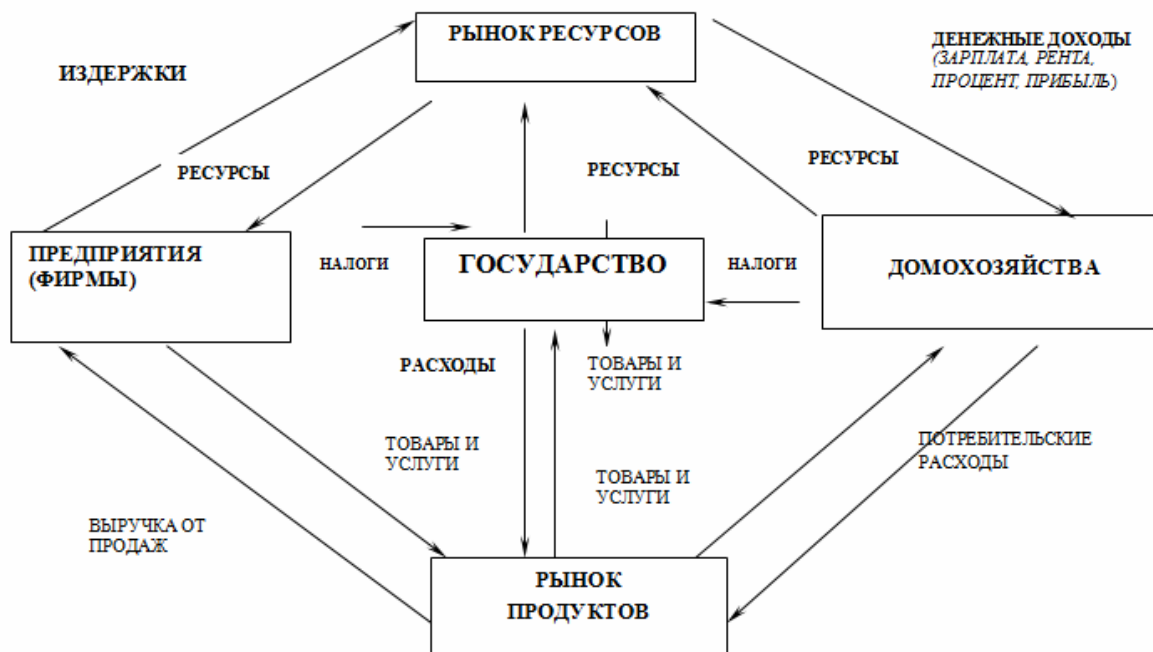 РЫНОК РЕСУРСОВ
ДЕНЕЖНЫЕ ДОХОДЫ
(ЗАРПЛАТА, РЕНТА,
ПРОЦЕНТ, ПРИБЫЛЬ)
ИЗДЕРЖКИ
РЕСУРСЫ
РЕСУРСЫ
РЕСУРСЫ
ПРЕДПРИЯТИЯ
(ФИРМЫ)
НАЛОГИ
ГОСУДАРСТВО
НАЛОГИ
ДОМОХОЗЯЙСТВА
РАСХОДЫ
ТОВАРЫ И
УСЛУГИ
ТОВАРЫ И
УСЛУГИ
ТОВАРЫ И
УСЛУГИ
ПОТРЕБИТЕЛЬСКИЕ
РАСХОДЫ
ВЫРУЧКА ОТ
ПРОДАЖ
РЫНОК
ПРОДУКТОВ